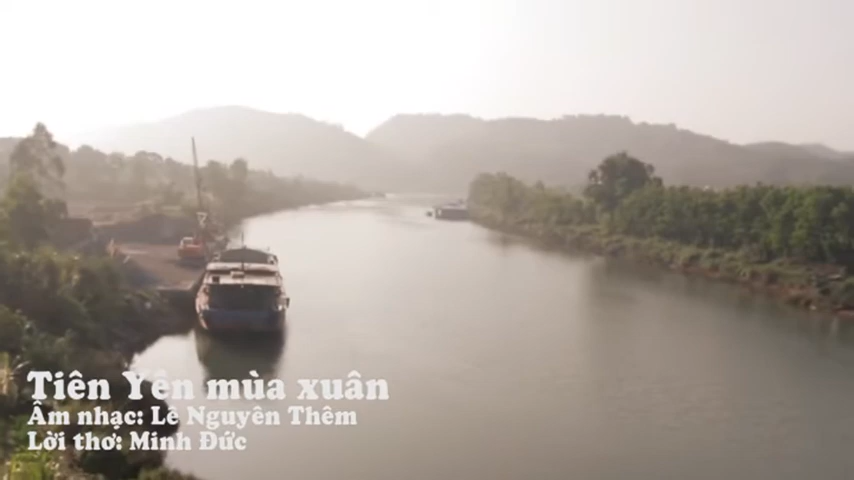 Tiên Yên mùa xuân
Âm nhạc: Lê Nguyên Thêm
Lời thơ: Minh Đức